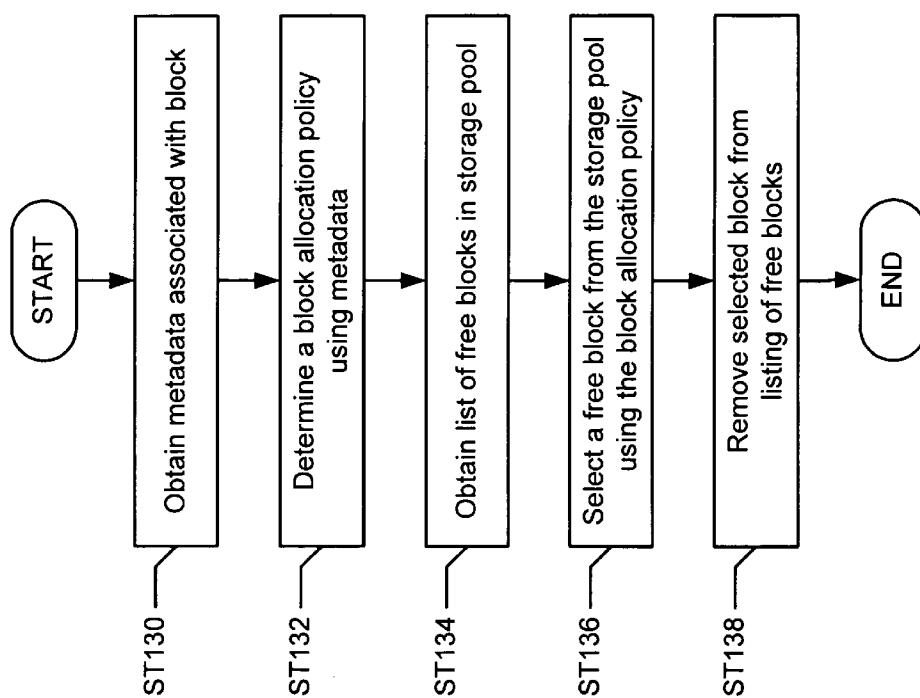 START
ST130
Obtain metadata associated with block
ST132
Determine a block allocation policy
using metadata
ST134
Obtain list of free blocks in storage pool
ST136
Select a free block from the storage pool
using the block allocation policy
ST138
Remove selected block from
listing of free blocks
END